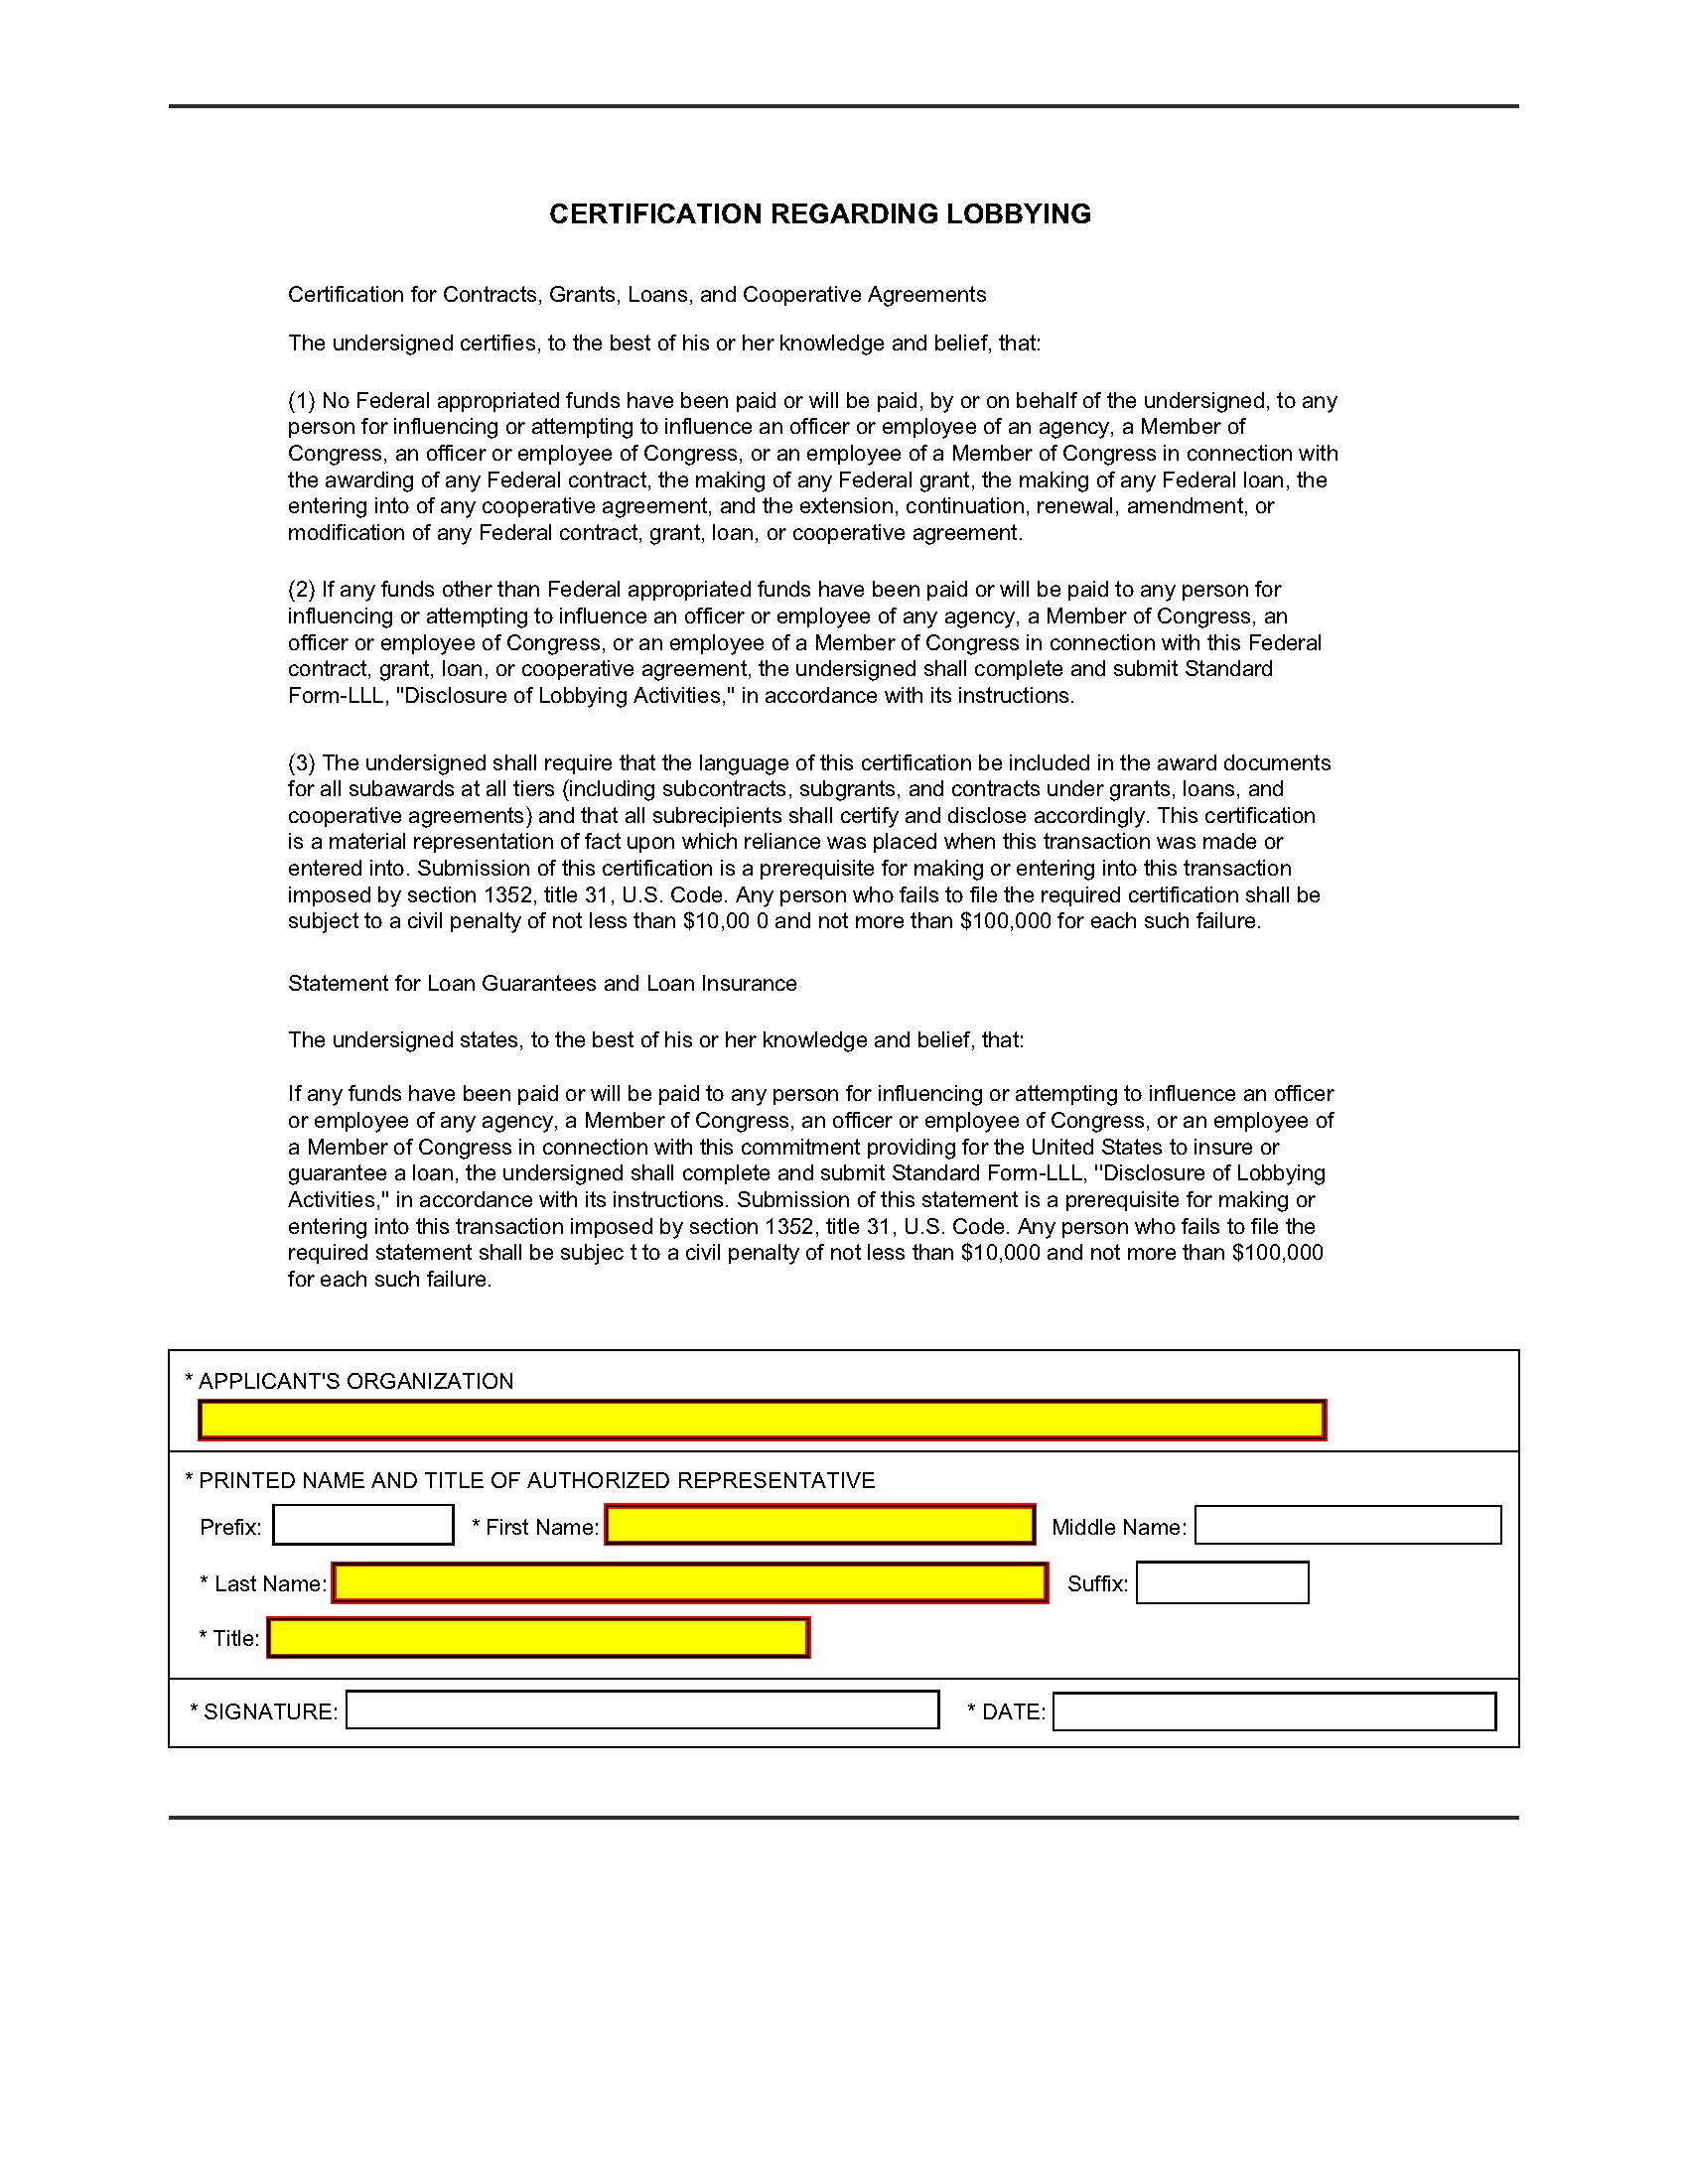 CERTIFICATION REGARDING LOBBYING
Certification for Contracts, Grants, Loans, and Cooperative Agreements
The undersigned certifies, to the best of his or her knowledge and belief, that:
(1) No Federal appropriated funds have been paid or will be paid, by or on behalf of the undersigned, to any
person for influencing or attempting to influence an officer or employee of an agency, a Member of
Congress, an officer or employee of Congress, or an employee of a Member of Congress in connection with
the awarding of any Federal contract, the making of any Federal grant, the making of any Federal loan, the
entering into of any cooperative agreement, and the extension, continuation, renewal, amendment, or
modification of any Federal contract, grant, loan, or cooperative agreement.
(2) If any funds other than Federal appropriated funds have been paid or will be paid to any person for
influencing or attempting to influence an officer or employee of any agency, a Member of Congress, an
officer or employee of Congress, or an employee of a Member of Congress in connection with this Federal
contract, grant, loan, or cooperative agreement, the undersigned shall complete and submit Standard
Form-LLL, "Disclosure of Lobbying Activities," in accordance with its instructions.
(3) The undersigned shall require that the language of this certification be included in the award documents
for all subawards at all tiers (including subcontracts, subgrants, and contracts under grants, loans, and
cooperative agreements) and that all subrecipients shall certify and disclose accordingly. This certification
is a material representation of fact upon which reliance was placed when this transaction was made or
entered into. Submission of this certification is a prerequisite for making or entering into this transaction
imposed by section 1352, title 31, U.S. Code. Any person who fails to file the required certification shall be
subject to a civil penalty of not less than $10,00 0 and not more than $100,000 for each such failure.
Statement for Loan Guarantees and Loan Insurance
The undersigned states, to the best of his or her knowledge and belief, that:
If any funds have been paid or will be paid to any person for influencing or attempting to influence an officer
or employee of any agency, a Member of Congress, an officer or employee of Congress, or an employee of
a Member of Congress in connection with this commitment providing for the United States to insure or
guarantee a loan, the undersigned shall complete and submit Standard Form-LLL, "Disclosure of Lobbying
Activities," in accordance with its instructions. Submission of this statement is a prerequisite for making or
entering into this transaction imposed by section 1352, title 31, U.S. Code. Any person who fails to file the
required statement shall be subjec t to a civil penalty of not less than $10,000 and not more than $100,000
for each such failure.
* APPLICANT'S ORGANIZATION
* PRINTED NAME AND TITLE OF AUTHORIZED REPRESENTATIVE
Prefix: * First Name: Middle Name:
* Last Name: Suffix:
* Title:
* SIGNATURE: * DATE: